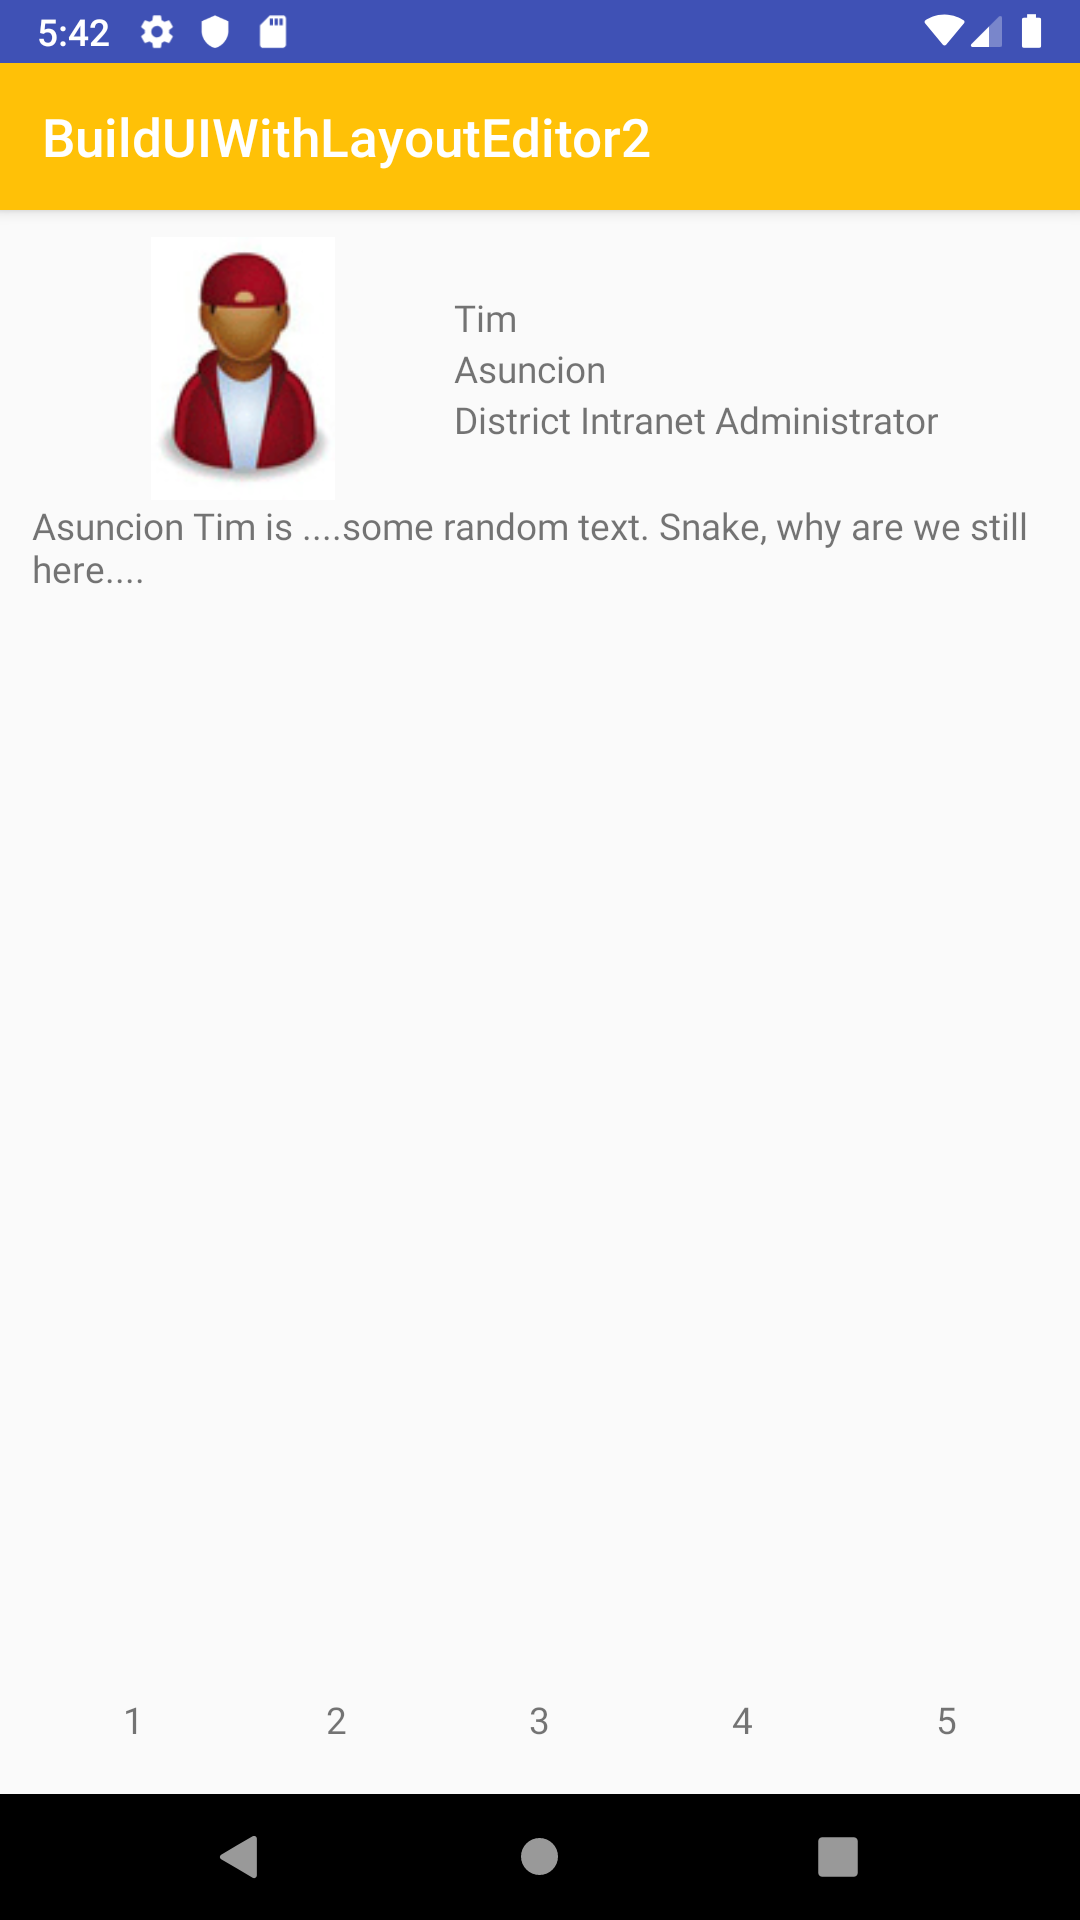 5:42
BuildUIWithLayoutEditor2
Tim
Asuncion
District Intranet Administrator
Asuncion Tim is ....some random text. Snake, why are we still
here....
1 2 3 4 5